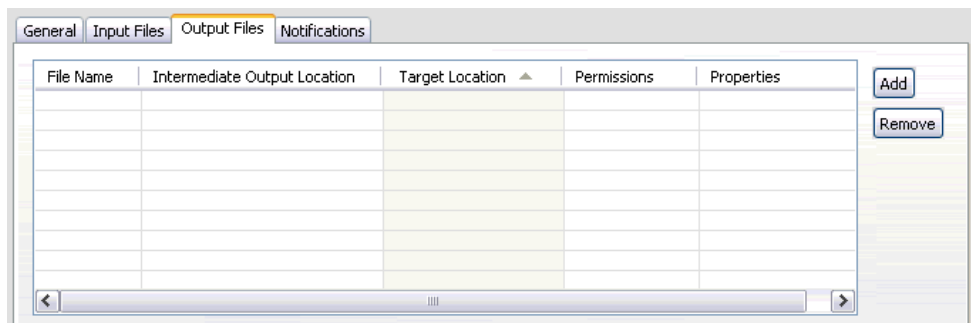 General Input Files Output Files Notifications
File Name Intermediate Output Location Target Location Permissions Properties
Add
Remove